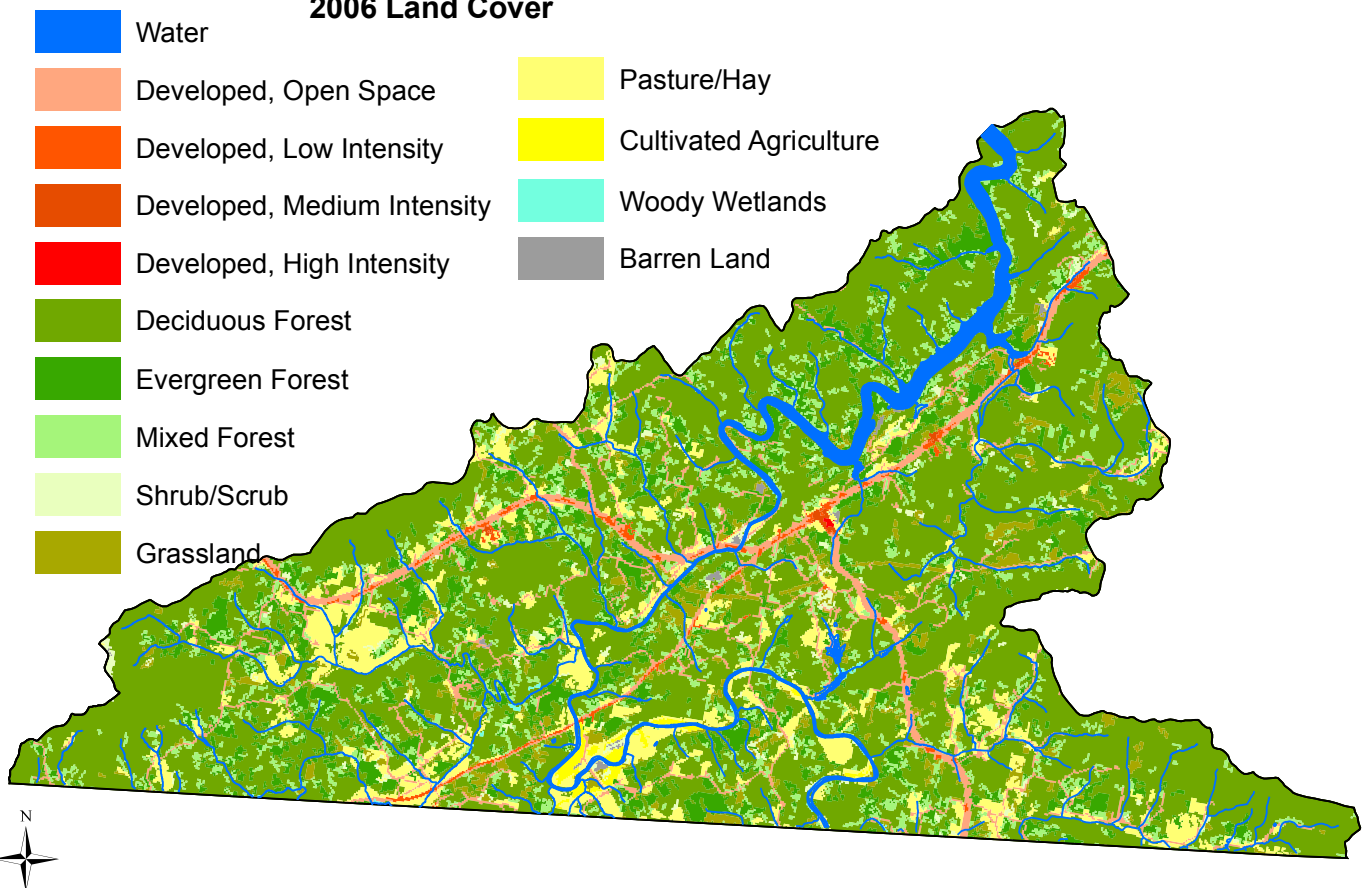 2006 Land Cover
Water
Developed, Open Space
Developed, Low Intensity
Developed, Medium Intensity
Developed, High Intensity
Deciduous Forest
Evergreen Forest
Mixed Forest
Shrub/Scrub
Grassland
Pasture/Hay
Cultivated Agriculture
Woody Wetlands
Barren Land
N